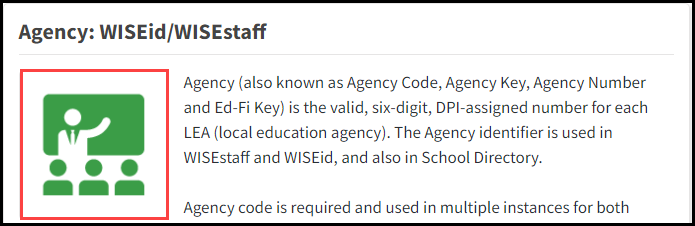 Agency: WISEid/WISEstaff
Agency (also known as Agency Code, Agency Key, Agency Number
and Ed-Fi Key) is the valid, six-digit, DPI-assigned number for each
LEA (local education agency). The Agency identifier is used in
WISEstaff and WISEid, and also in School Directory.
Agency code is required and used in multiple instances for both